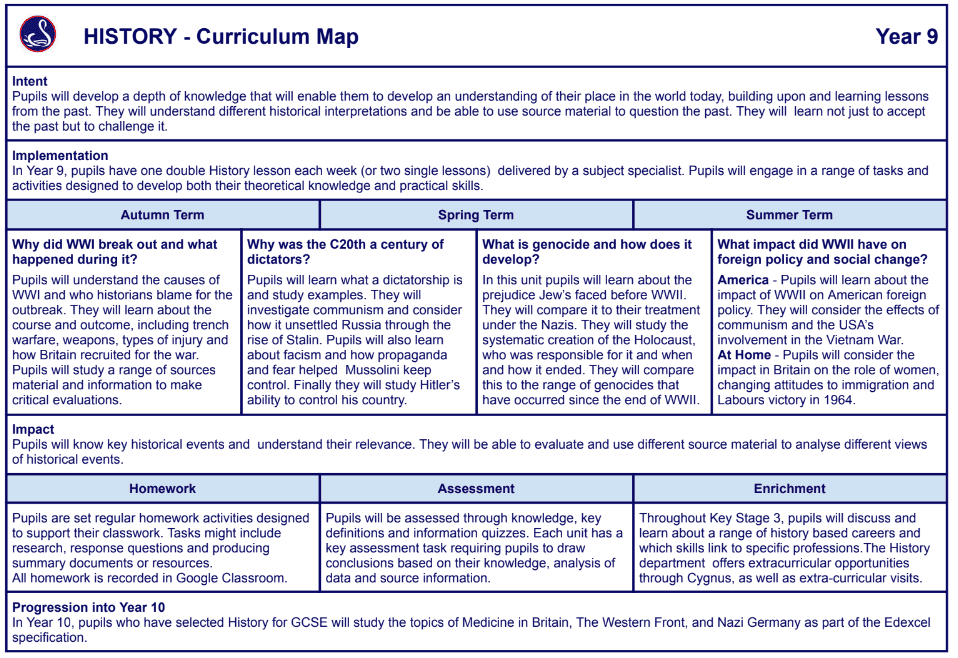 HISTORY - Curriculum Map
Year 9
Intent
Pupils will develop a depth of knowledge that will enable them to develop an understanding of their place in the world today, building upon and learning lessons
from the past. They will understand different historical interpretations and be able to use source material to question the past. They will  learn not just to accept
the past but to challenge it.
Implementation
In Year 9, pupils have one double History lesson each week (or two single lessons)  delivered by a subject specialist. Pupils will engage in a range of tasks and
activities designed to develop both their theoretical knowledge and practical skills.
Autumn Term
Spring Term
Summer Term
Why did WWI break out and what
happened during it?
Pupils will understand the causes of
WWI and who historians blame for the
outbreak. They will learn about the
course and outcome, including trench
warfare, weapons, types of injury and
how Britain recruited for the war.
Pupils will study a range of sources
material and information to make
critical evaluations.
Why was the C20th a century of
dictators?
Pupils will learn what a dictatorship is
and study examples. They will
investigate communism and consider
how it unsettled Russia through the
rise of Stalin. Pupils will also learn
about facism and how propaganda
and fear helped  Mussolini keep
control. Finally they will study Hitler's
ability to control his country.
What is genocide and how does it
develop?
In this unit pupils will learn about the
prejudice Jew's faced before WWII.
They will compare it to their treatment
under the Nazis. They will study the
systematic creation of the Holocaust,
who was responsible for it and when
and how it ended. They will compare
this to the range of genocides that
have occurred since the end of WWII.
What impact did WWII have on
foreign policy and social change?
America - Pupils will learn about the
impact of WWII on American foreign
policy. They will consider the effects of
communism and the USA's
involvement in the Vietnam War.
At Home - Pupils will consider the
impact in Britain on the role of women,
changing attitudes to immigration and
Labours victory in 1964.
Impact
Pupils will know key historical events and  understand their relevance. They will be able to evaluate and use different source material to analyse different views
of historical events.
Homework
Assessment
Enrichment
Pupils are set regular homework activities designed
to support their classwork. Tasks might include
research, response questions and producing
summary documents or resources.
All homework is recorded in Google Classroom.
Pupils will be assessed through knowledge, key
definitions and information quizzes. Each unit has a
key assessment task requiring pupils to draw
conclusions based on their knowledge, analysis of
data and source information.
Throughout Key Stage 3, pupils will discuss and
learn about a range of history based careers and
which skills link to specific professions.The History
department  offers extracurricular opportunities
through Cygnus, as well as extra-curricular visits.
Progression into Year 10
In Year 10, pupils who have selected History for GCSE will study the topics of Medicine in Britain, The Western Front, and Nazi Germany as part of the Edexcel
specification.